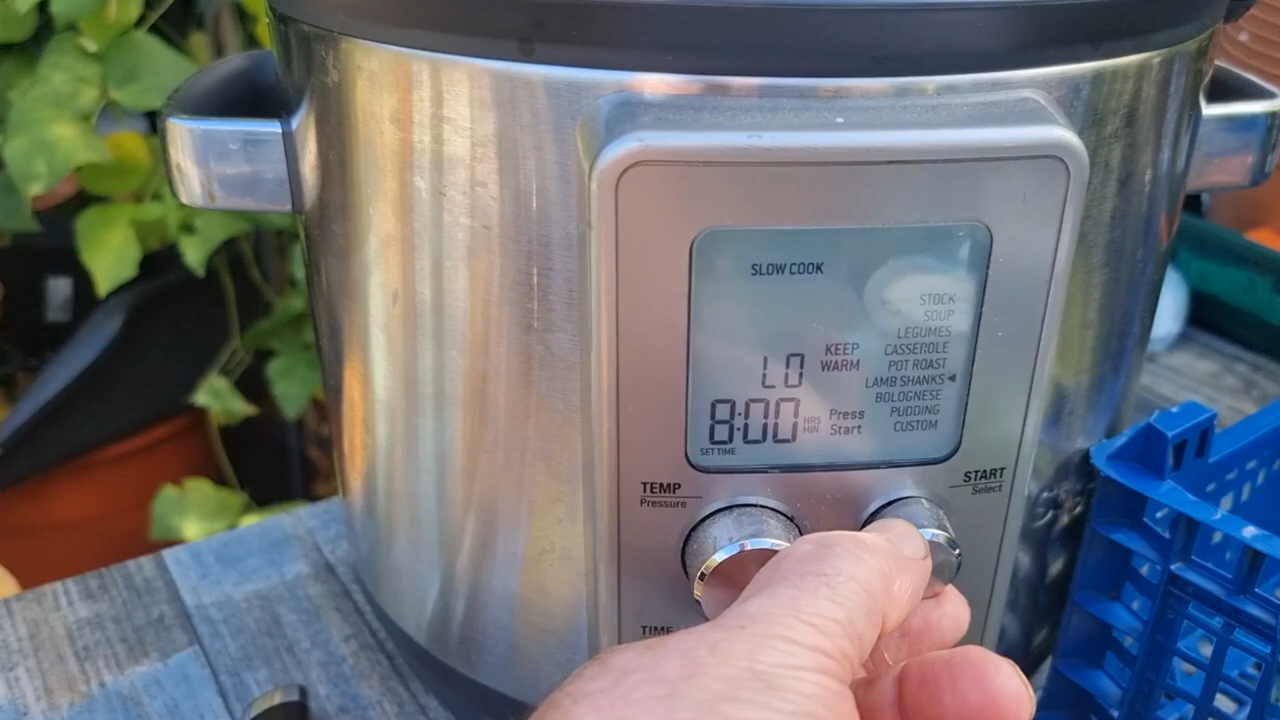 SLOW COOK
STOCK
SOUP
LEGUMES
KEEP
WARM
CASSEROLE
POT ROAST
LO
LAMB SHANKS
BOLOGNESE
8:00
HRS
MIN
Press
Start
PUDDING
CUSTOM
SET TIME
TEMP
Pressure
START
Select
TIME